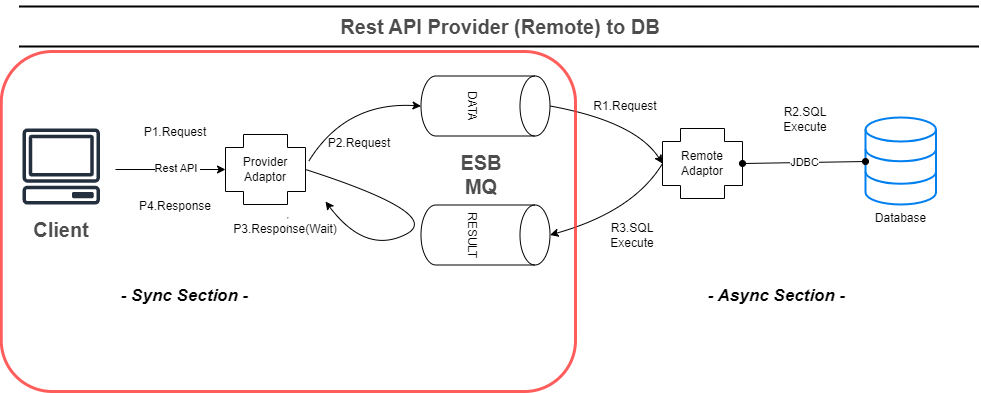 Rest API Provider (Remote) to DB
DATA
R1.Request
R2.SQL
Execute
P1.Request
P2.Request
Rest API
Provider
Adaptor
ESB
MQ
Remote
Adaptor
JDBC
P4.Response
P3.Response(Wait)
RESULT
R3.SQL
Execute
Database
Client
- Sync Section -
- Async Section -